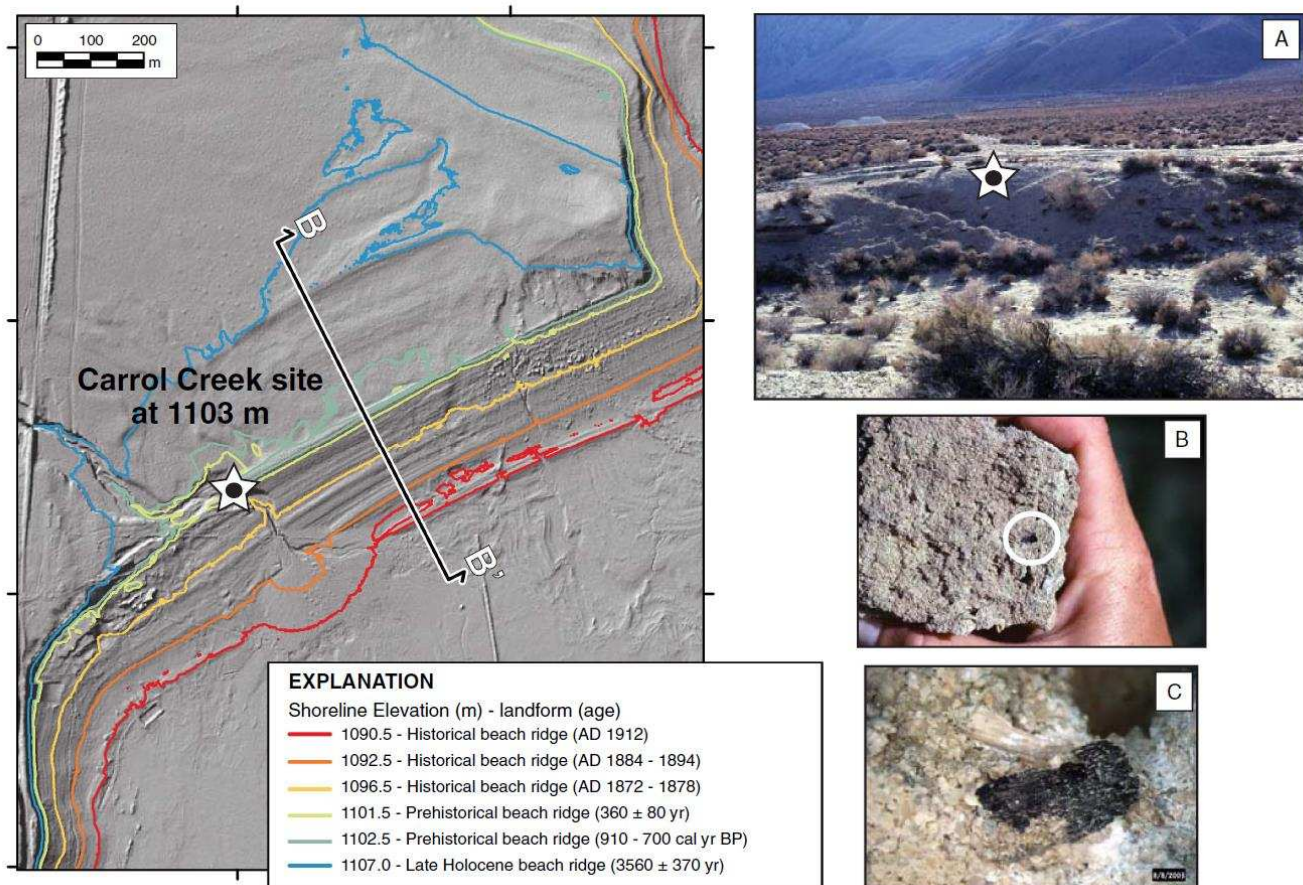 0 100 200
m
B
Carrol Creek site
at 1103 m
B'
EXPLANATION
Shoreline Elevation (m) - landform (age)
1090.5 - Historical beach ridge (AD 1912)
1092.5 - Historical beach ridge (AD 1884 - 1894)
1096.5 - Historical beach ridge (AD 1872 - 1878)
1101.5 - Prehistorical beach ridge (360 ± 80 yr)
1102.5 - Prehistorical beach ridge (910 - 700 cal yr BP)
1107.0 - Late Holocene beach ridge (3560 ± 370 yr)
A
B
C